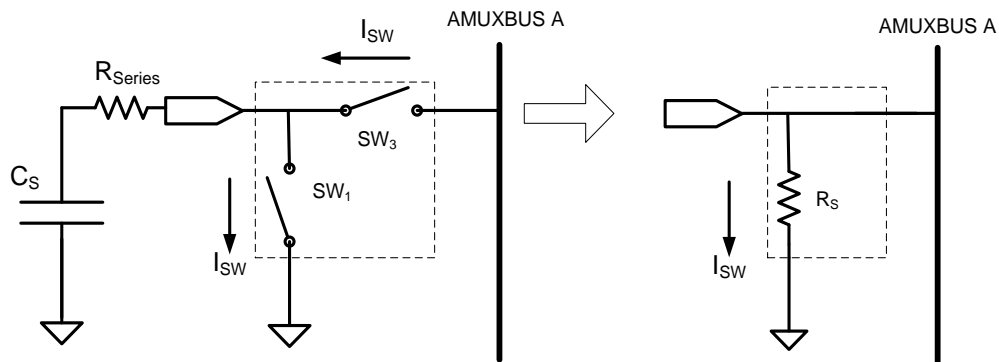 AMUXBUS A
I_SW
R_Series
SW_3
C_S
SW_1
I_SW
AMUXBUS A
R_S
I_SW